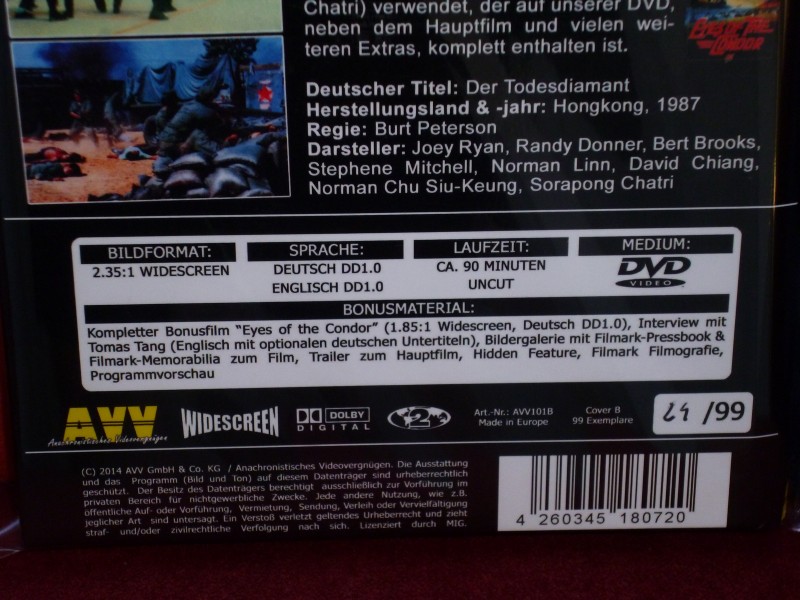 Chatri) verwendet, der auf unserer DVD,
neben dem Hauptfilm und vielen wei-
teren Extras, komplett enthalten ist.
Deutscher Titel: Der Todesdiamant
Herstellungsland & -jahr: Hongkong, 1987
Regie: Burt Peterson
Darsteller: Joey Ryan, Randy Donner, Bert Brooks,
Stephene Mitchell, Norman Linn, David Chiang,
Norman Chu Siu-Keung, Sorapong Chatri
BILDFORMAT:
2.35:1 WIDESCREEN
SPRACHE:
DEUTSCH DD1.0
ENGLISCH DD1.0
LAUFZEIT:
CA. 90 MINUTEN
UNCUT
MEDIUM:
DVD
VIDEO
BONUSMATERIAL:
Kompletter Bonusfilm "Eyes of the Condor" (1.85:1 Widescreen, Deutsch DD1.0), Interview mit
Tomas Tang (Englisch mit optionalen deutschen Untertiteln), Bildergalerie mit Filmark-Pressbook &
Filmark-Memorabilia zum Film, Trailer zum Hauptfilm, Hidden Feature, Filmark Filmografie,
Programmvorschau
AVV
Anachronistisches Videovergnügen
WIDESCREEN
DOLBY
DIGITAL
2
Art.-Nr.: AVV101B
Made in Europe
Cover B
99 Exemplare
24 /99
(C) 2014 AVV GmbH & Co. KG / Anachronistisches Videovergnügen. Die Ausstattung
und das Programm (Bild und Ton) auf diesem Datenträger sind urheberrechtlich
geschützt. Der Besitz des Datenträgers berechtigt ausschließlich zur Vorführung im
privaten Bereich für nichtgewerbliche Zwecke. Jede andere Nutzung, wie z.B.
öffentliche Auf- oder Vorführung, Vermietung, Sendung, Verleih oder Vervielfältigung
jeglicher Art sind untersagt. Ein Verstoß verletzt geltendes Urheberrecht und zieht
straf- und/oder zivilrechtliche Verfolgung nach sich. Lizenziert durch MIG.
4 260345 180720